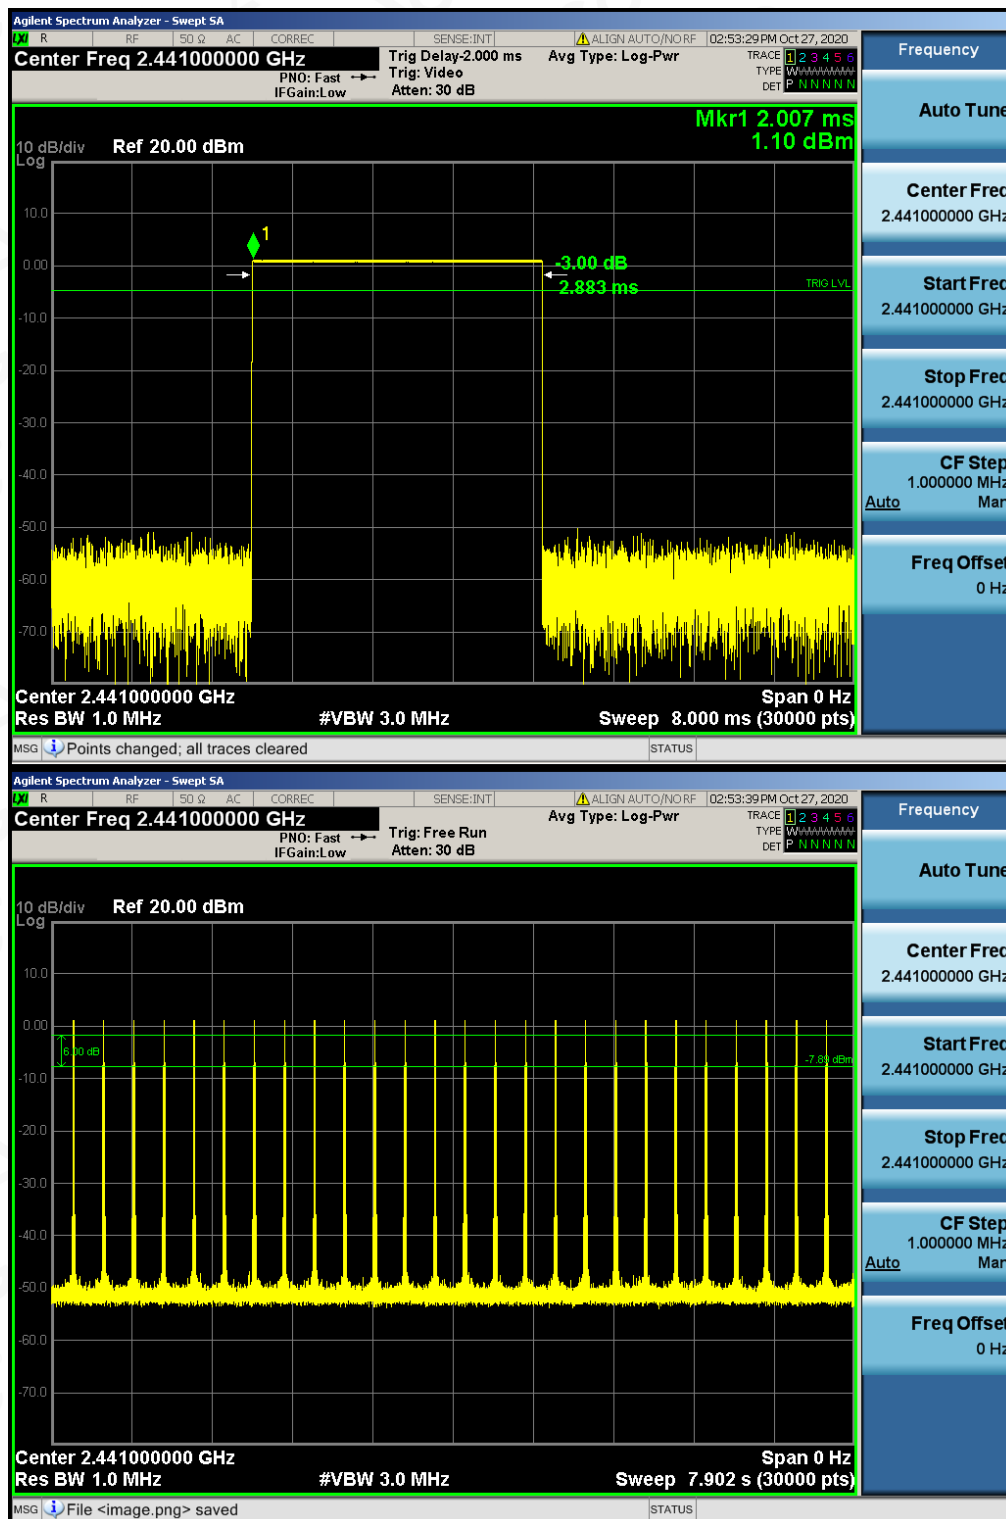 Agilent Spectrum Analyzer - Swept SA
LXI R RF 50 Ω AC CORREC SENSE:INT ALIGN AUTO/NO RF 02:53:29 PM Oct 27, 2020
Center Freq 2.441000000 GHz
PNO: Fast
IFGain:Low
Trig Delay-2.000 ms
Trig: Video
Atten: 30 dB
Avg Type: Log-Pwr
TRACE 1 2 3 4 5 6
TYPE
DET P N N N N N
Mkr1 2.007 ms
1.10 dBm
10 dB/div Ref 20.00 dBm
Log
10.0
1
0.00
-3.00 dB
2.883 ms
TRIG LVL
-10.0
-20.0
-30.0
-40.0
-50.0
-60.0
-70.0
Center 2.441000000 GHz Span 0 Hz
Res BW 1.0 MHz #VBW 3.0 MHz Sweep 8.000 ms (30000 pts)
MSG Points changed; all traces cleared STATUS
Frequency
Auto Tune
Center Freq
2.441000000 GHz
Start Freq
2.441000000 GHz
Stop Freq
2.441000000 GHz
CF Step
1.000000 MHz
Auto Man
Freq Offset
0 Hz
Agilent Spectrum Analyzer - Swept SA
LXI R RF 50 Ω AC CORREC SENSE:INT ALIGN AUTO/NO RF 02:53:39 PM Oct 27, 2020
Center Freq 2.441000000 GHz
PNO: Fast
IFGain:Low
Trig: Free Run
Atten: 30 dB
Avg Type: Log-Pwr
TRACE 1 2 3 4 5 6
TYPE
DET P N N N N N
10 dB/div Ref 20.00 dBm
Log
10.0
0.00
6.00 dB
-7.89 dBm
-10.0
-20.0
-30.0
-40.0
-50.0
-60.0
-70.0
Center 2.441000000 GHz Span 0 Hz
Res BW 1.0 MHz #VBW 3.0 MHz Sweep 7.902 s (30000 pts)
MSG File <image.png> saved STATUS
Frequency
Auto Tune
Center Freq
2.441000000 GHz
Start Freq
2.441000000 GHz
Stop Freq
2.441000000 GHz
CF Step
1.000000 MHz
Auto Man
Freq Offset
0 Hz